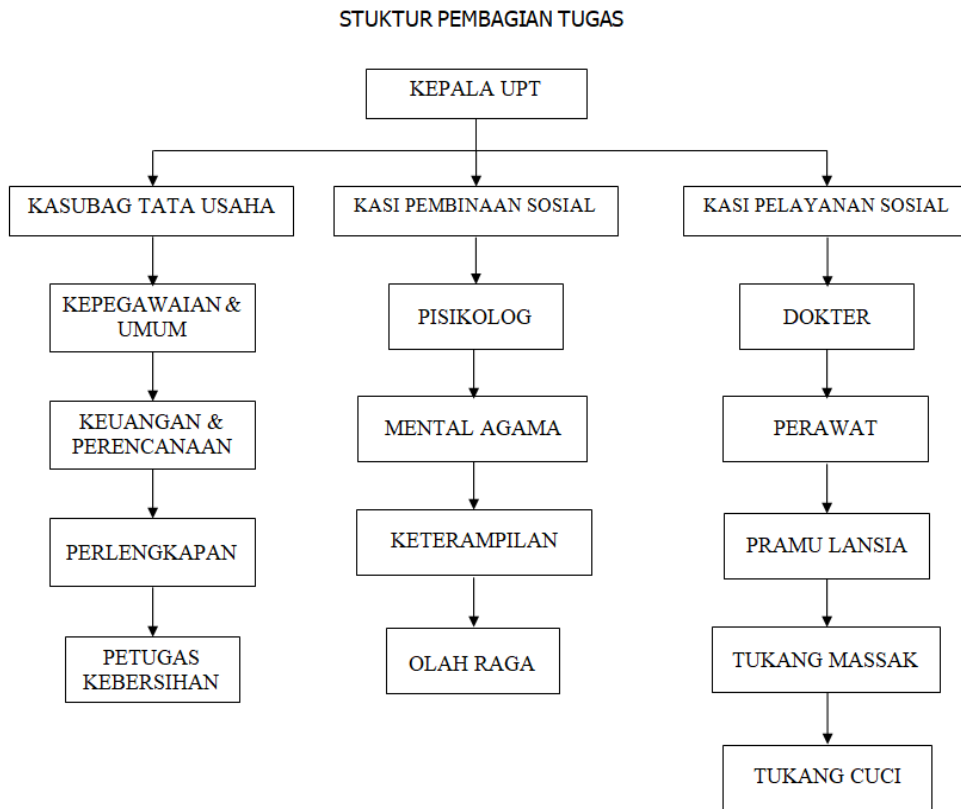 STUKTUR PEMBAGIAN TUGAS
KEPALA UPT
KASUBAG TATA USAHA
KASI PEMBINAAN SOSIAL
KASI PELAYANAN SOSIAL
KEPEGAWAIAN &
UMUM
PISIKOLOG
DOKTER
KEUANGAN &
PERENCANAAN
MENTAL AGAMA
PERAWAT
PERLENGKAPAN
KETERAMPILAN
PRAMU LANSIA
PETUGAS
KEBERSIHAN
OLAH RAGA
TUKANG MASSAK
TUKANG CUCI